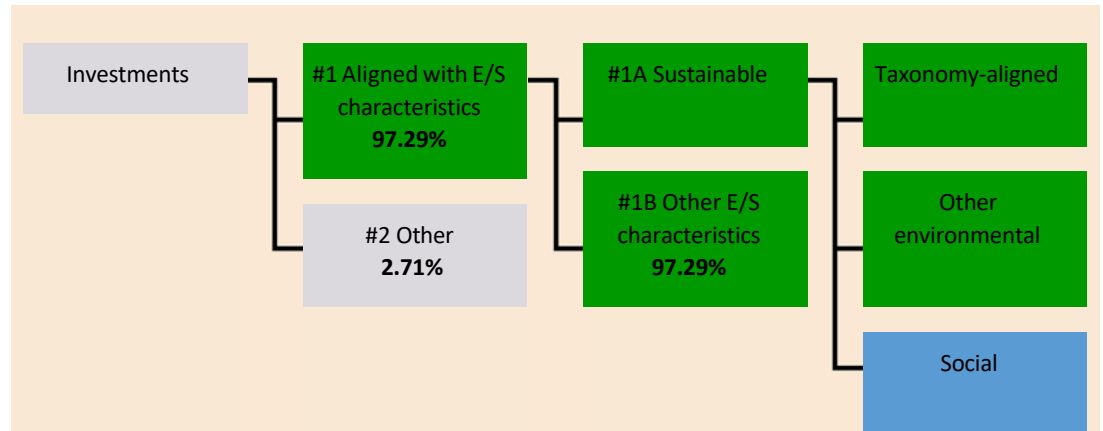 Investments
#1 Aligned with E/S
characteristics
97.29%
#2 Other
2.71%
#1A Sustainable
#1B Other E/S
characteristics
97.29%
Taxonomy-aligned
Other
environmental
Social